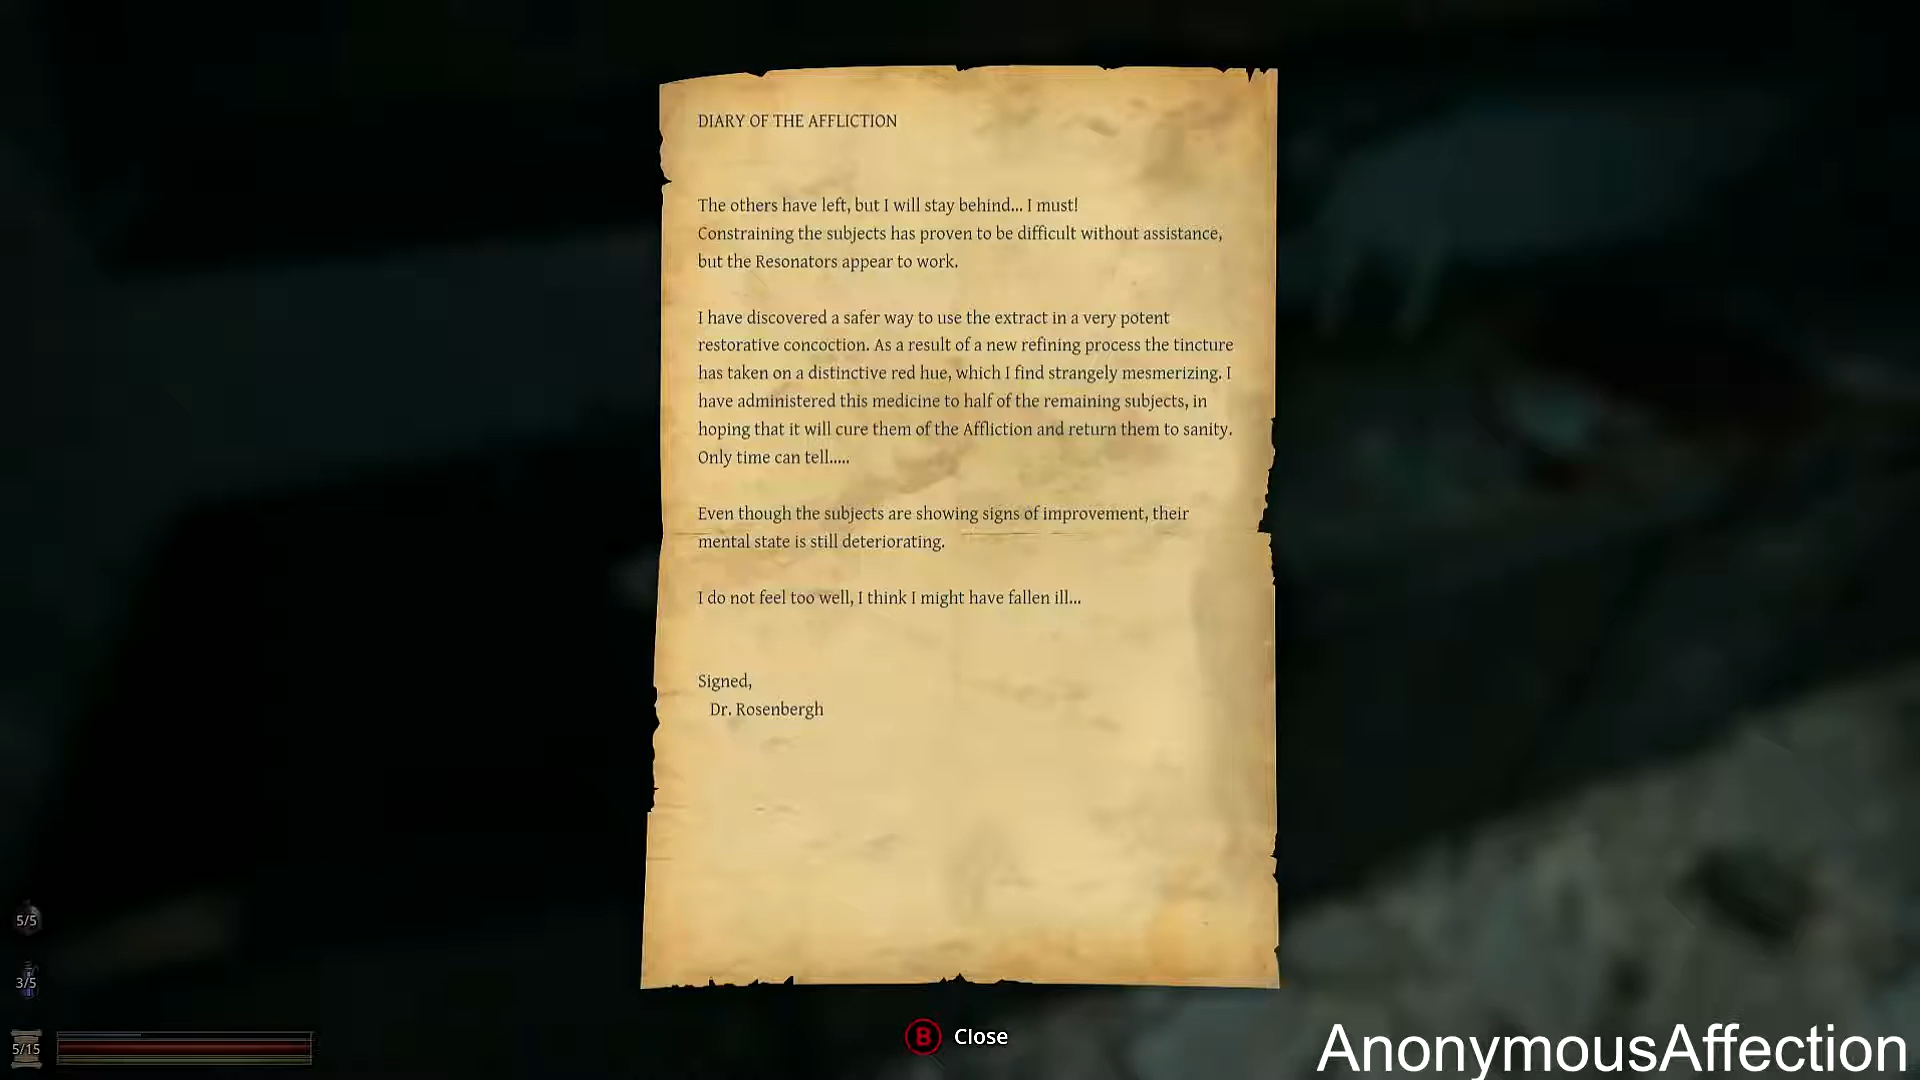 DIARY OF THE AFFLICTION
The others have left, but I will stay behind... I must!
Constraining the subjects has proven to be difficult without assistance,
but the Resonators appear to work.
I have discovered a safer way to use the extract in a very potent
restorative concoction. As a result of a new refining process the tincture
has taken on a distinctive red hue, which I find strangely mesmerizing. I
have administered this medicine to half of the remaining subjects, in
hoping that it will cure them of the Affliction and return them to sanity.
Only time can tell.....
Even though the subjects are showing signs of improvement, their
mental state is still deteriorating.
I do not feel too well, I think I might have fallen ill...
Signed,
Dr. Rosenbergh
5/5
3/5
5/15
B Close
AnonymousAffection